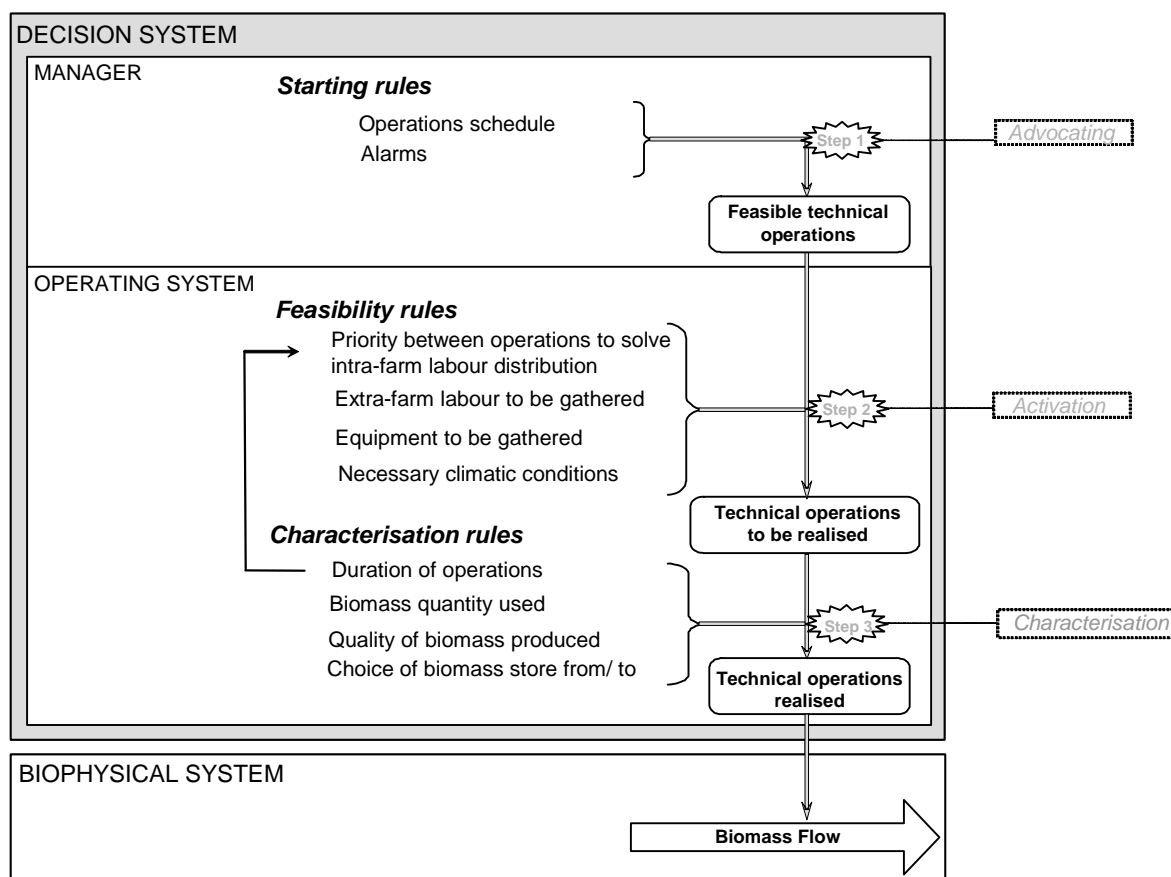 DECISION SYSTEM
MANAGER
Starting rules
Operations schedule
Alarms
Step 1
Advocating
Feasible technical
operations
OPERATING SYSTEM
Feasibility rules
Priority between operations to solve
intra-farm labour distribution
Extra-farm labour to be gathered
Equipment to be gathered
Necessary climatic conditions
Step 2
Activation
Technical operations
to be realised
Characterisation rules
Duration of operations
Biomass quantity used
Quality of biomass produced
Choice of biomass store from/ to
Step 3
Characterisation
Technical operations
realised
BIOPHYSICAL SYSTEM
Biomass Flow